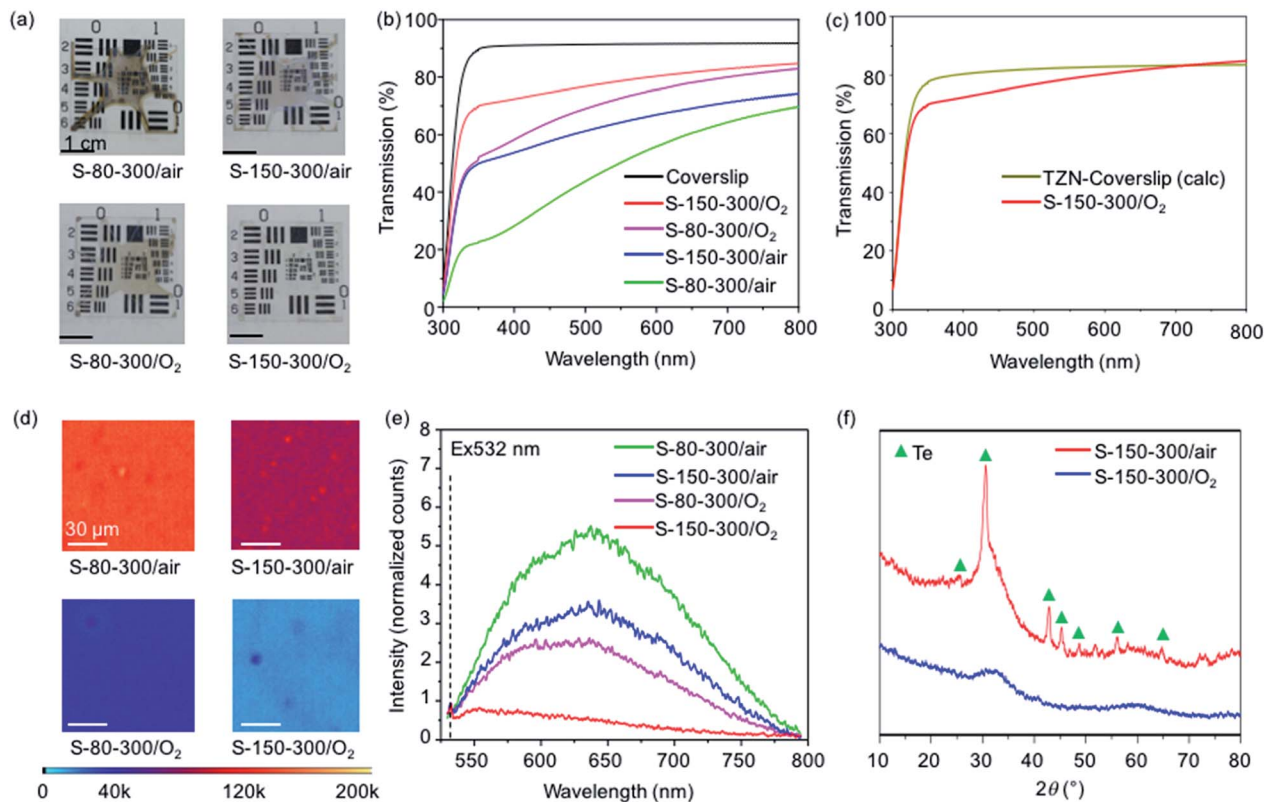 (a)
0 1
2
3
4
5
6
0
1
1 cm
S-80-300/air
0 1
2
3
4
5
6
0
1
S-150-300/air
0 1
2
3
4
5
6
0
1
S-80-300/O₂
0 1
2
3
4
5
6
0
1
S-150-300/O₂
(b)
100
80
60
40
20
0
Transmission (%)
Coverslip
S-150-300/O₂
S-80-300/O₂
S-150-300/air
S-80-300/air
300 400 500 600 700 800
Wavelength (nm)
(c)
100
80
60
40
20
0
Transmission (%)
TZN-Coverslip (calc)
S-150-300/O₂
300 400 500 600 700 800
Wavelength (nm)
(d)
30 µm
S-80-300/air
S-150-300/air
S-80-300/O₂
S-150-300/O₂
0 40k 120k 200k
(e)
8
7
6
5
4
3
2
1
0
Intensity (normalized counts)
Ex532 nm
S-80-300/air
S-150-300/air
S-80-300/O₂
S-150-300/O₂
550 600 650 700 750 800
Wavelength (nm)
(f)
Te
S-150-300/air
S-150-300/O₂
10 20 30 40 50 60 70 80
2θ (°)